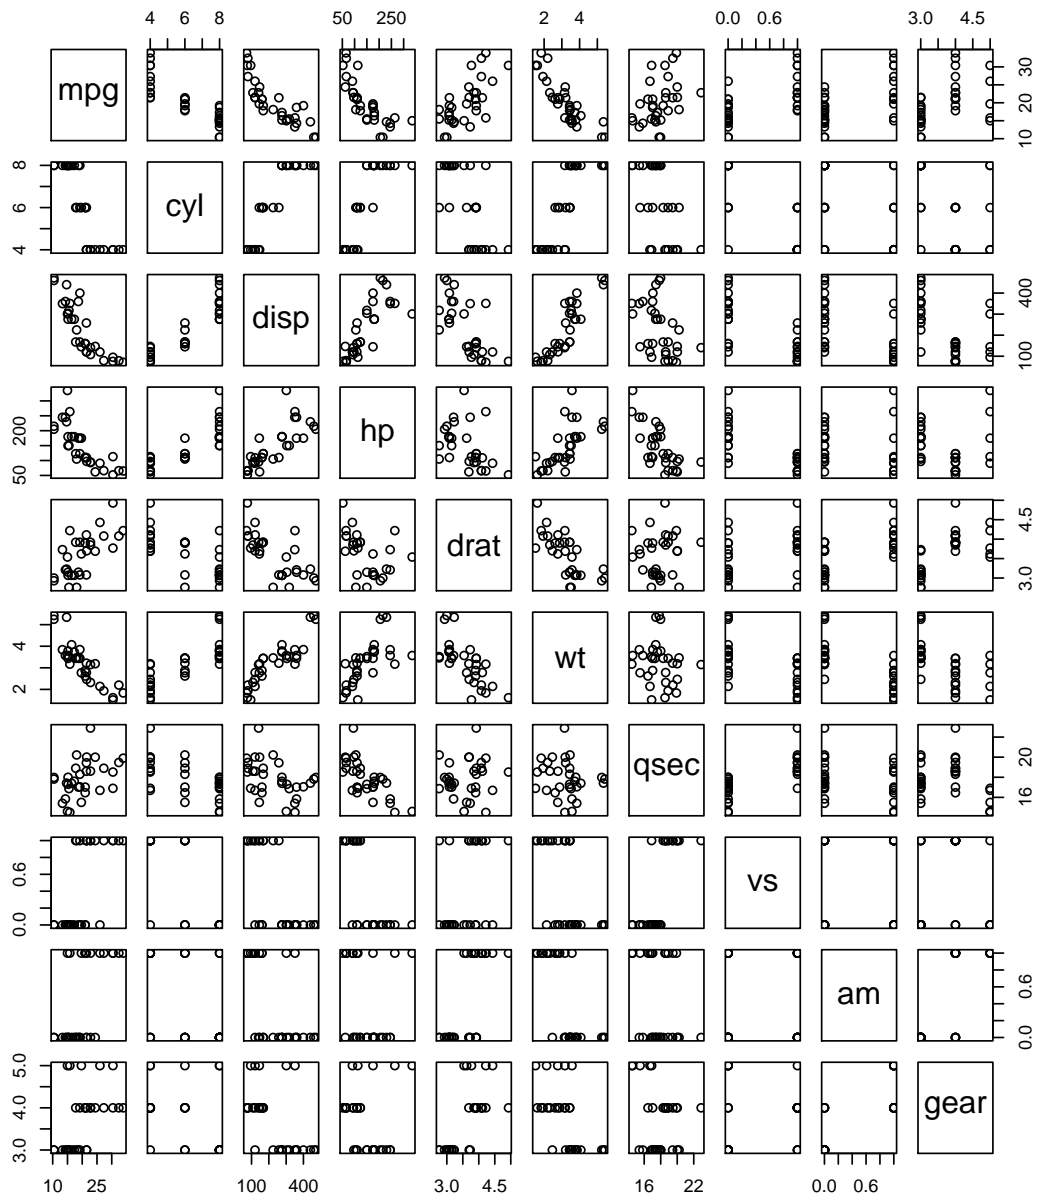 4 6 8 50 250 2 4 0.0 0.6 3.0 4.5
mpg 10 20 30
4 6 8 cyl
disp 100 400
50 200 hp
drat 3.0 4.5
2 4 wt
qsec 16 20
0.0 0.6 vs
am 0.0 0.6
3.0 4.0 5.0 gear
10 25 100 400 3.0 4.5 16 22 0.0 0.6